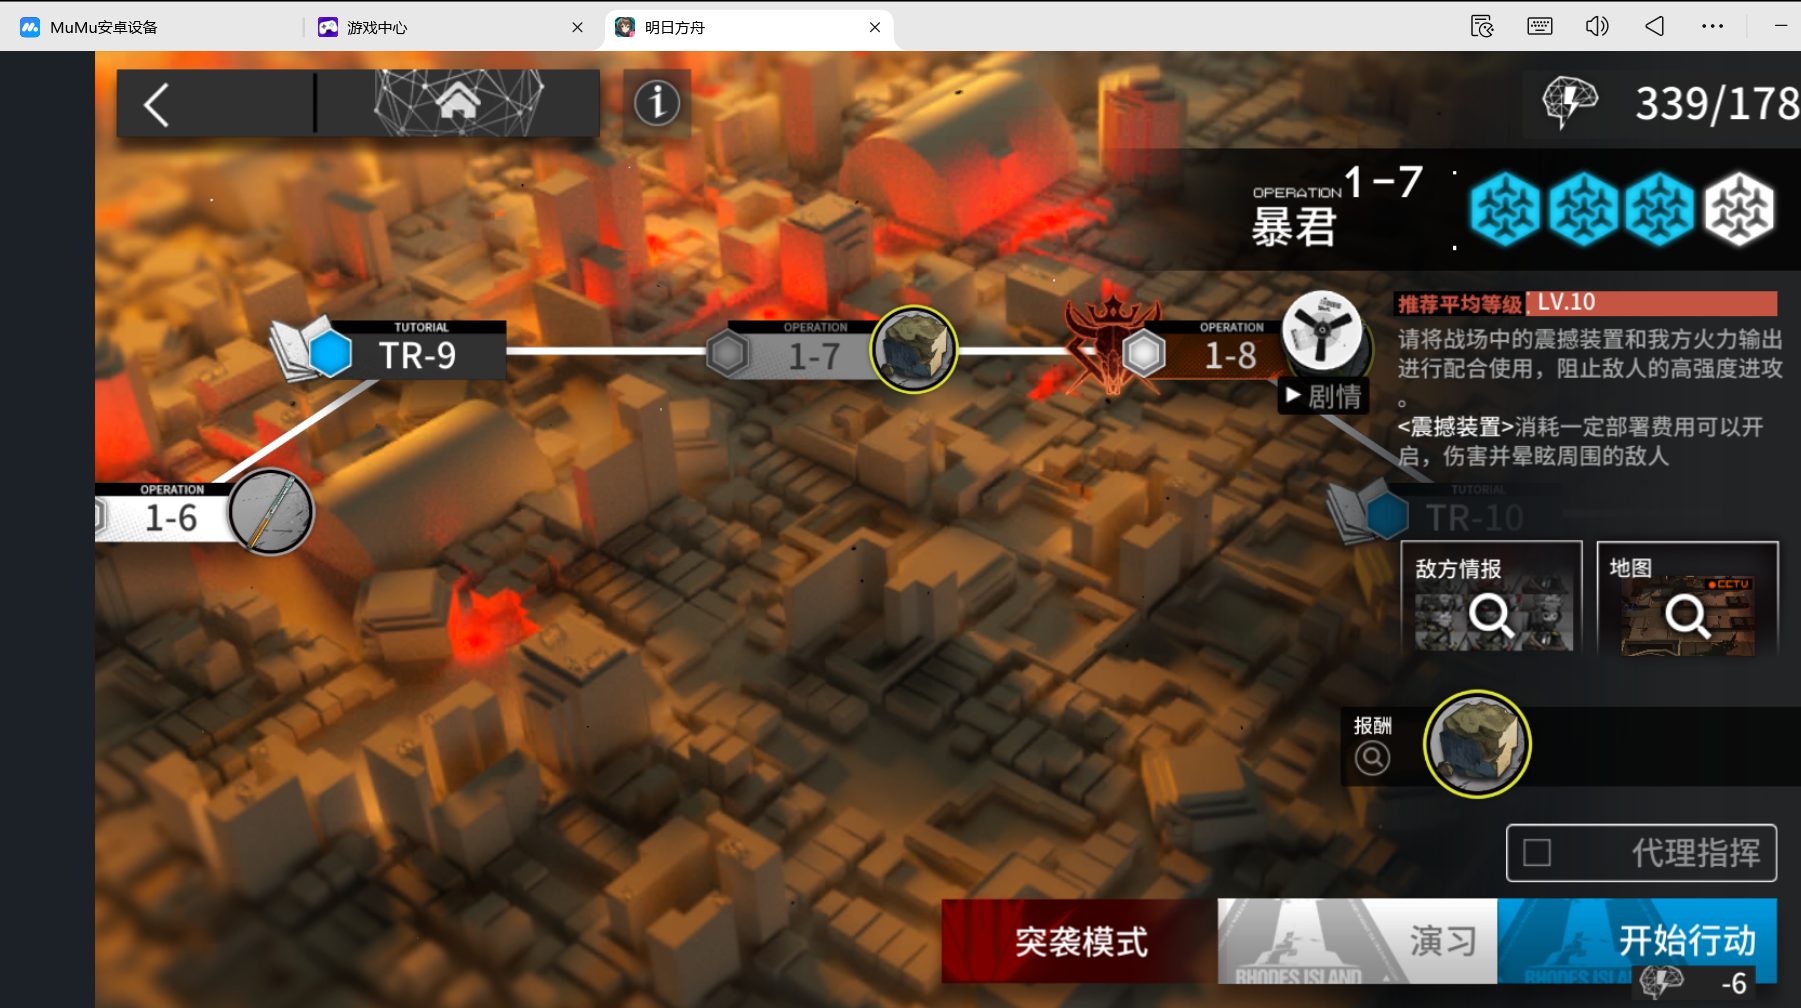 MuMu安卓设备
游戏中心
明日方舟
339/178
OPERATION 1-7
暴君
推荐平均等级 LV.10
请将战场中的震撼装置和我方火力输出
进行配合使用，阻止敌人的高强度进攻
。
<震撼装置>消耗一定部署费用可以开
启，伤害并晕眩周围的敌人
TUTORIAL
TR-9
OPERATION
1-7
OPERATION
1-8
剧情
OPERATION
1-6
TUTORIAL
TR-10
敌方情报
地图
CCTV
报酬
代理指挥
突袭模式
演习
RHODES ISLAND
开始行动
RHODES ISLA
-6